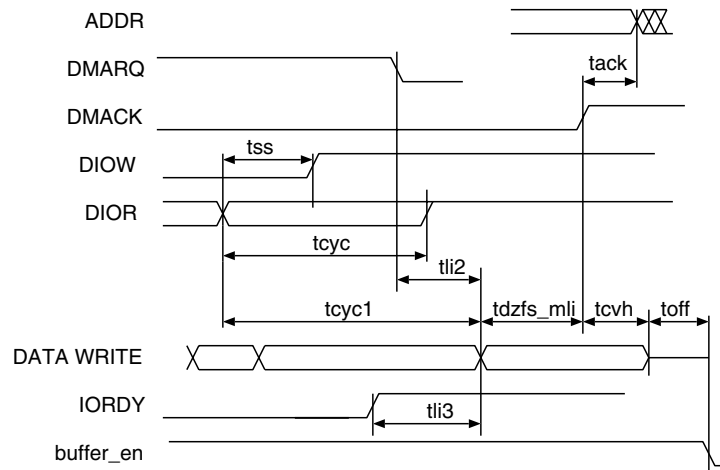 ADDR
DMARQ
tack
DMACK
DIOW
tss
DIOR
tcyc
tli2
tcyc1
tdzfs_mli
tcvh
toff
DATA WRITE
IORDY
tli3
buffer_en